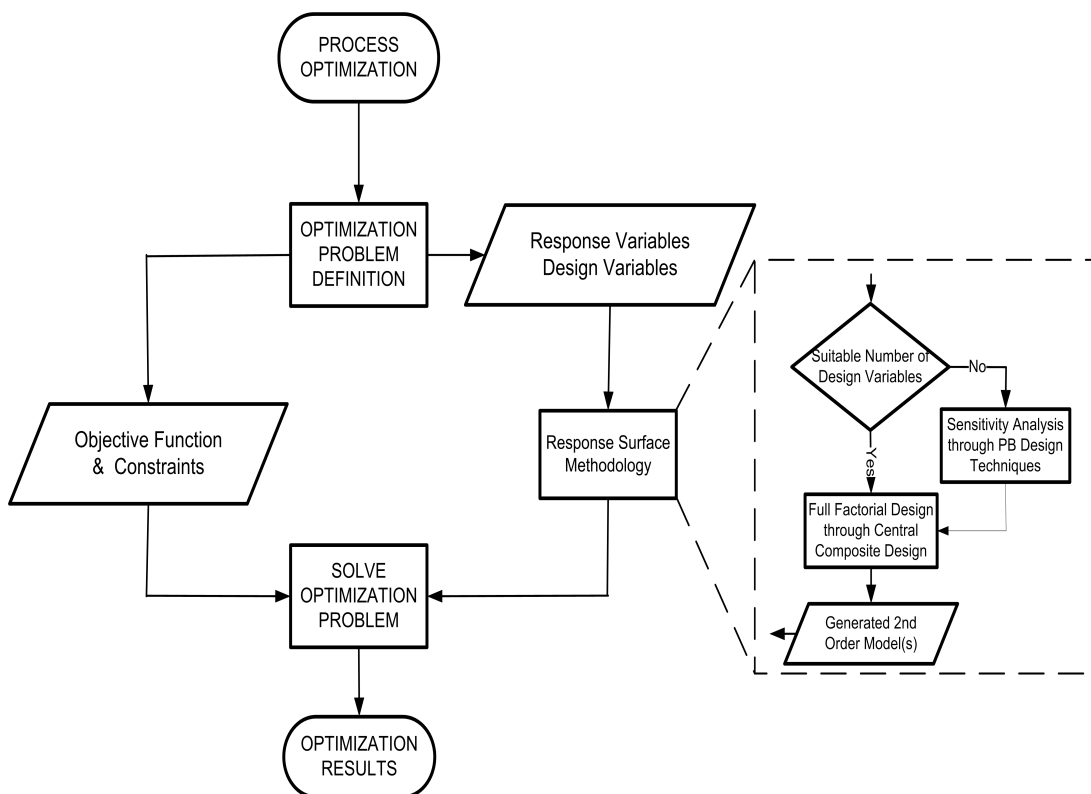 PROCESS
OPTIMIZATION
OPTIMIZATION
PROBLEM
DEFINITION
Response Variables
Design Variables
Objective Function
& Constraints
Response Surface
Methodology
SOLVE
OPTIMIZATION
PROBLEM
OPTIMIZATION
RESULTS
Suitable Number of
Design Variables
No
Yes
Sensitivity Analysis
through PB Design
Techniques
Full Factorial Design
through Central
Composite Design
Generated 2nd
Order Model(s)